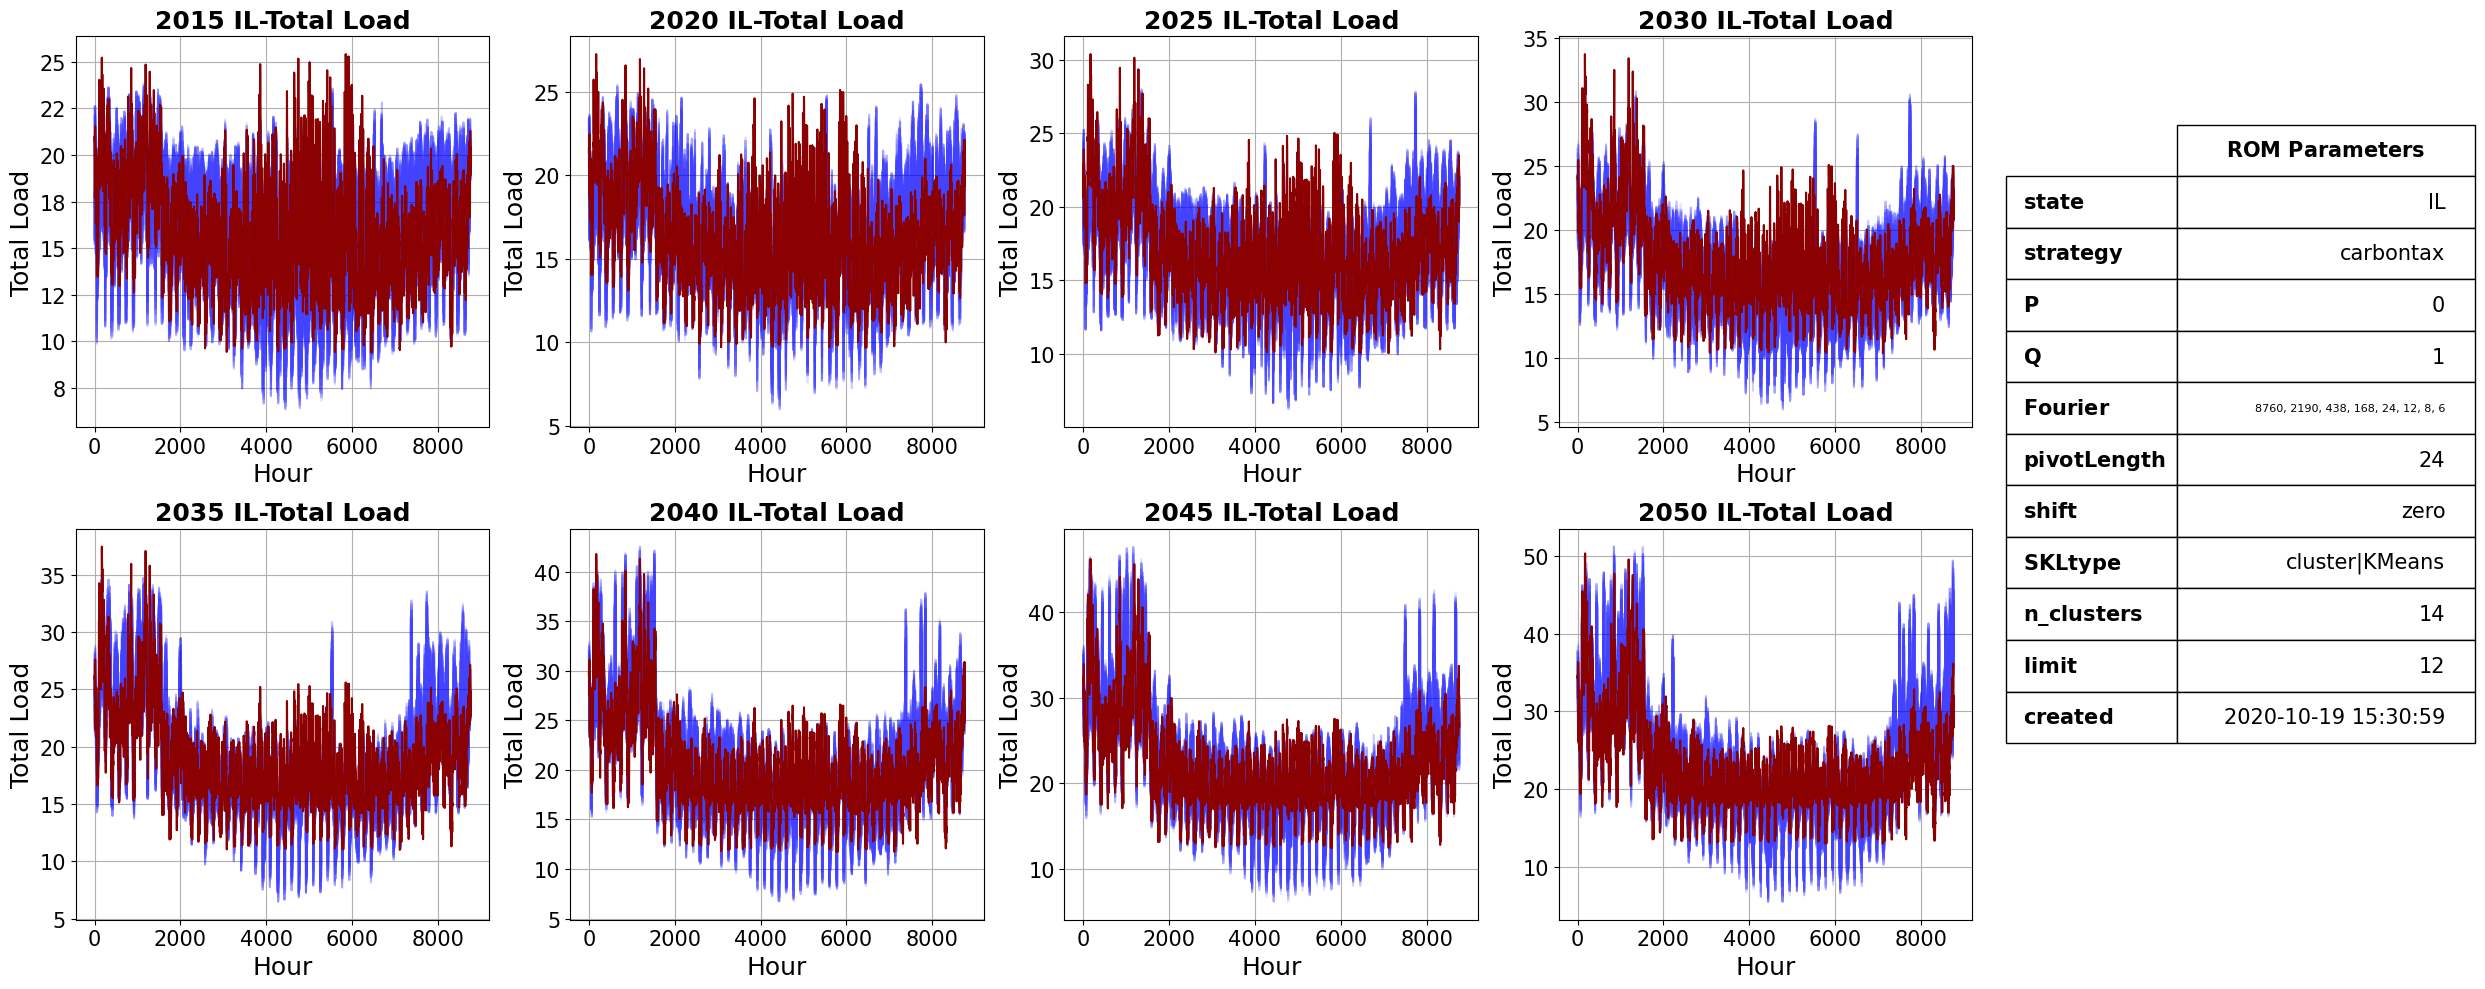 2015 IL-Total Load
25
22
20
18
15
12
10
8
0 2000 4000 6000 8000
Total Load
Hour
2020 IL-Total Load
25
20
15
10
5
0 2000 4000 6000 8000
Total Load
Hour
2025 IL-Total Load
30
25
20
15
10
0 2000 4000 6000 8000
Total Load
Hour
2030 IL-Total Load
35
30
25
20
15
10
5
0 2000 4000 6000 8000
Total Load
Hour
2035 IL-Total Load
35
30
25
20
15
10
5
0 2000 4000 6000 8000
Total Load
Hour
2040 IL-Total Load
40
35
30
25
20
15
10
5
0 2000 4000 6000 8000
Total Load
Hour
2045 IL-Total Load
40
30
20
10
0 2000 4000 6000 8000
Total Load
Hour
2050 IL-Total Load
50
40
30
20
10
0 2000 4000 6000 8000
Total Load
Hour
ROM Parameters
state IL
strategy carbontax
P 0
Q 1
Fourier 8760, 2190, 438, 168, 24, 12, 8, 6
pivotLength 24
shift zero
SKLtype cluster|KMeans
n_clusters 14
limit 12
created 2020-10-19 15:30:59